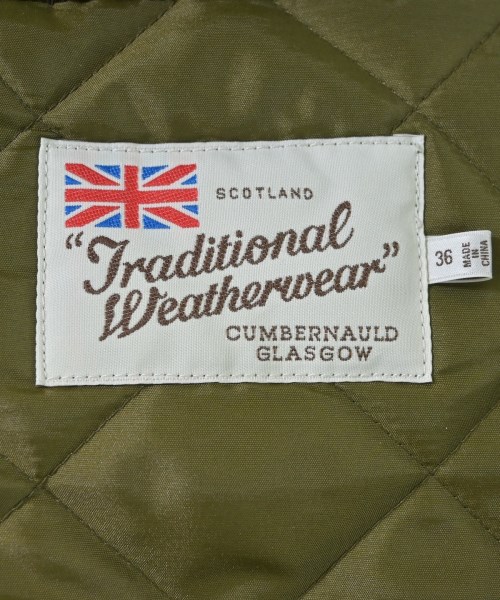 SCOTLAND
"Traditional
Weatherwear"
CUMBERNAULD
GLASGOW
36
MADE
IN
CHINA